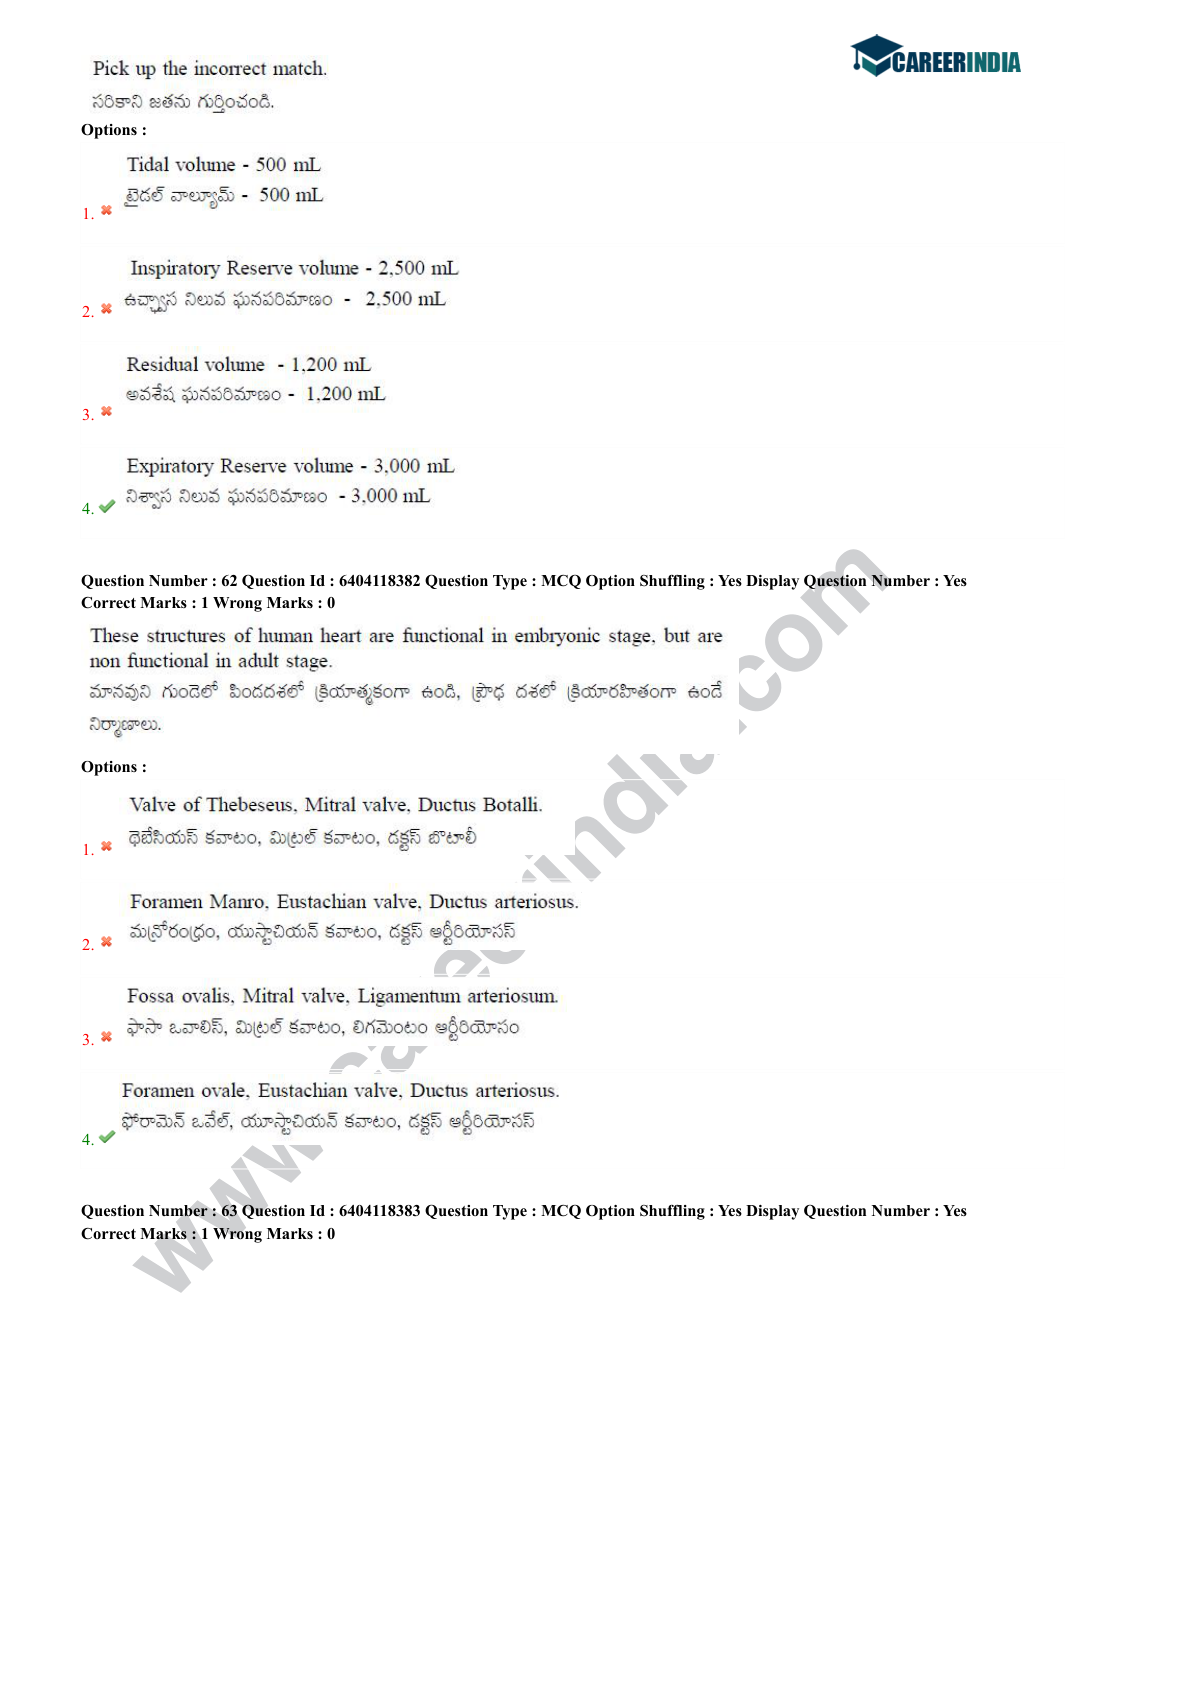 CAREERINDIA
Pick up the incorrect match.
సరికాని జతను గుర్తించండి.
Options :
Tidal volume - 500 mL
టైడల్ వాల్యూమ్ - 500 mL
1.
Inspiratory Reserve volume - 2,500 mL
ఉచ్ఛ్వాస నిలువ ఘనపరిమాణం - 2,500 mL
2.
Residual volume - 1,200 mL
అవశేష ఘనపరిమాణం - 1,200 mL
3.
Expiratory Reserve volume - 3,000 mL
నిశ్వాస నిలువ ఘనపరిమాణం - 3,000 mL
4.
Question Number : 62 Question Id : 6404118382 Question Type : MCQ Option Shuffling : Yes Display Question Number : Yes
Correct Marks : 1 Wrong Marks : 0
These structures of human heart are functional in embryonic stage, but are
non functional in adult stage.
మానవుని గుండెలో పిండదశలో క్రియాత్మకంగా ఉండి, ప్రౌఢ దశలో క్రియారహితంగా ఉండే
నిర్మాణాలు.
Options :
Valve of Thebeseus, Mitral valve, Ductus Botalli.
థెబేసియస్ కవాటం, మిట్రల్ కవాటం, డక్టస్ బొటాలీ
1.
Foramen Manro, Eustachian valve, Ductus arteriosus.
మన్రోరంధ్రం, యుస్టాచియన్ కవాటం, డక్టస్ ఆర్టీరియోసస్
2.
Fossa ovalis, Mitral valve, Ligamentum arteriosum.
ఫాసా ఒవాలిస్, మిట్రల్ కవాటం, లిగమెంటం ఆర్టీరియోసం
3.
Foramen ovale, Eustachian valve, Ductus arteriosus.
ఫోరామెన్ ఒవేల్, యూస్టాచియన్ కవాటం, డక్టస్ ఆర్టీరియోసస్
4.
Question Number : 63 Question Id : 6404118383 Question Type : MCQ Option Shuffling : Yes Display Question Number : Yes
Correct Marks : 1 Wrong Marks : 0